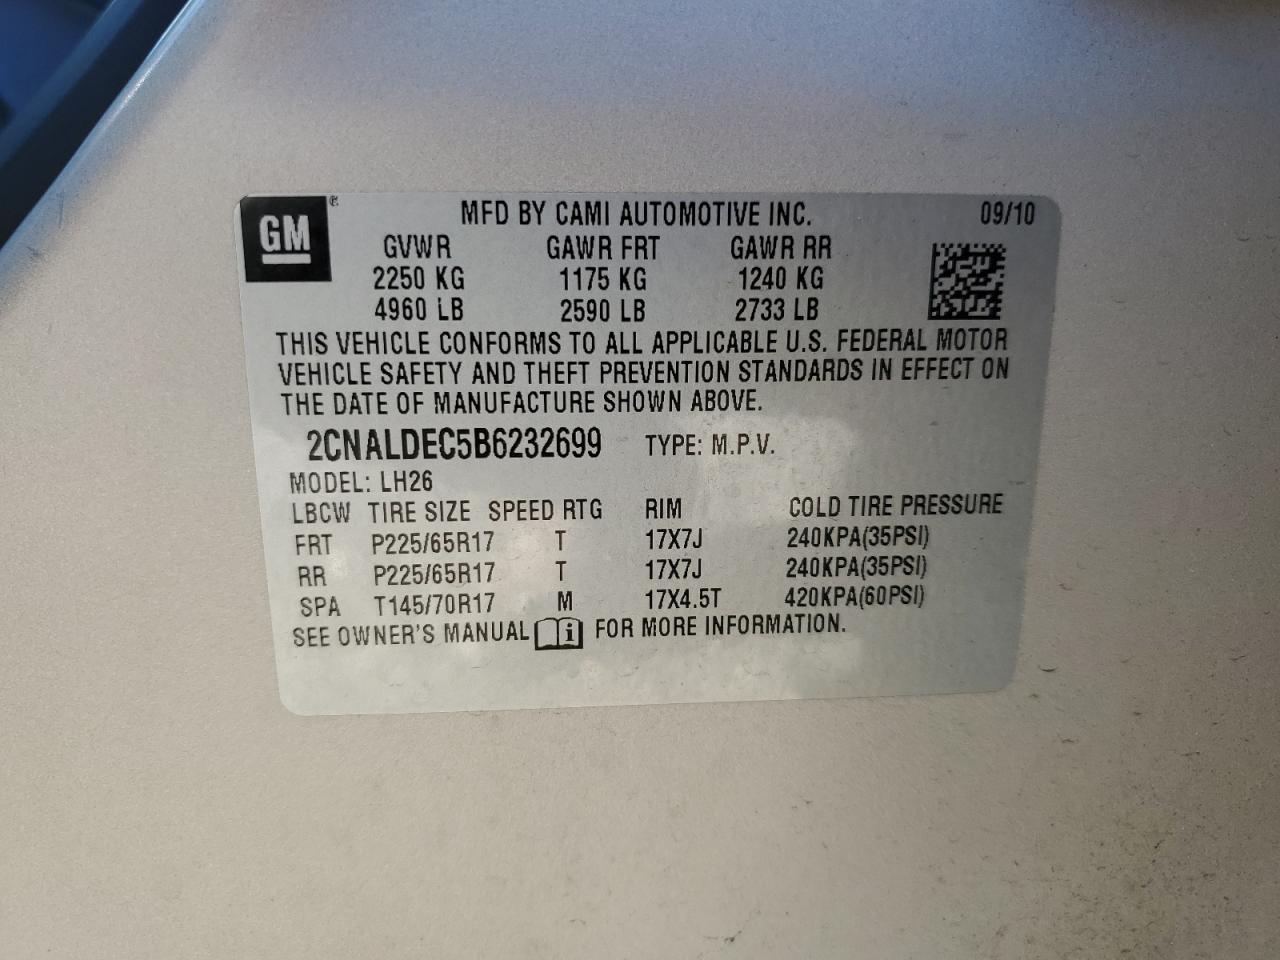 GM ® MFD BY CAMI AUTOMOTIVE INC. 09/10
GVWR GAWR FRT GAWR RR
2250 KG 1175 KG 1240 KG
4960 LB 2590 LB 2733 LB
THIS VEHICLE CONFORMS TO ALL APPLICABLE U.S. FEDERAL MOTOR
VEHICLE SAFETY AND THEFT PREVENTION STANDARDS IN EFFECT ON
THE DATE OF MANUFACTURE SHOWN ABOVE.
2CNALDEC5B6232699 TYPE: M.P.V.
MODEL: LH26
LBCW TIRE SIZE SPEED RTG RIM COLD TIRE PRESSURE
FRT P225/65R17 T 17X7J 240KPA(35PSI)
RR P225/65R17 T 17X7J 240KPA(35PSI)
SPA T145/70R17 M 17X4.5T 420KPA(60PSI)
SEE OWNER'S MANUAL i FOR MORE INFORMATION.